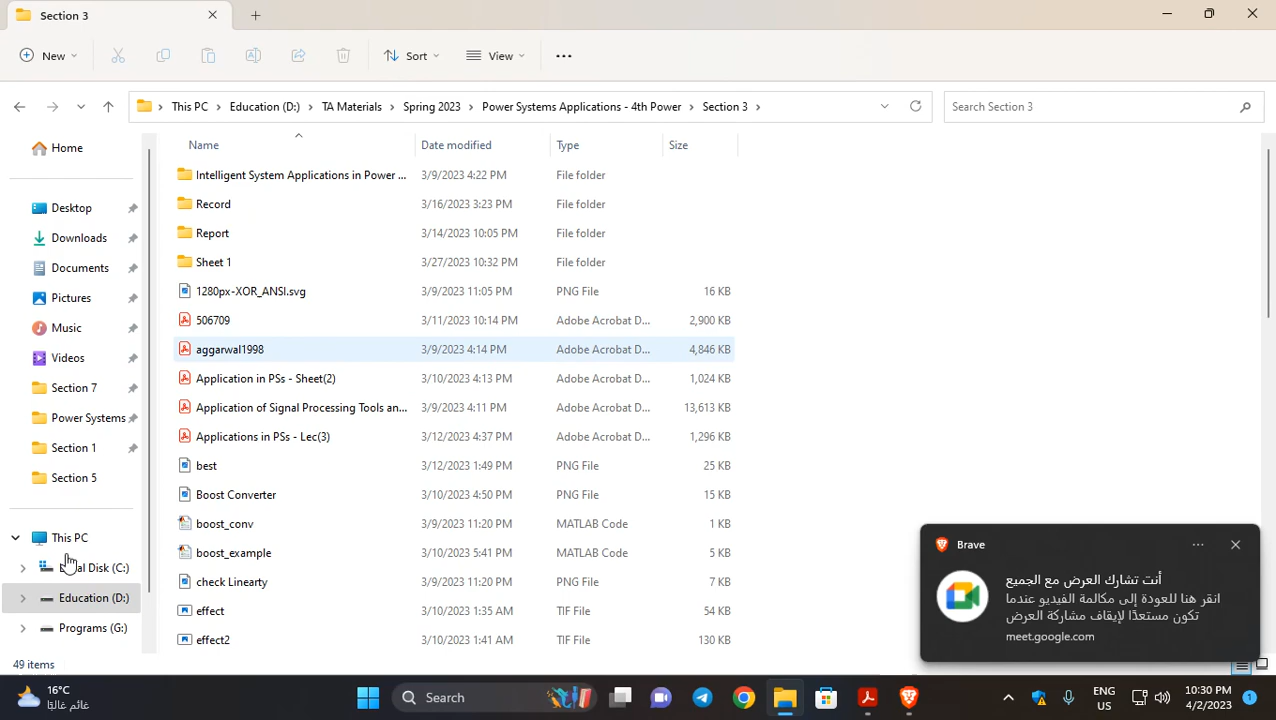 Section 3
New
Sort
View
This PC
Education (D:)
TA Materials
Spring 2023
Power Systems Applications - 4th Power
Section 3
Search Section 3
Home
Desktop
Downloads
Documents
Pictures
Music
Videos
Section 7
Power Systems
Section 1
Section 5
This PC
Disk (C:)
Education (D:)
Programs (G:)
Name Date modified Type Size
Intelligent System Applications in Power ... 3/9/2023 4:22 PM File folder
Record 3/16/2023 3:23 PM File folder
Report 3/14/2023 10:05 PM File folder
Sheet 1 3/27/2023 10:32 PM File folder
1280px-XOR_ANSI.svg 3/9/2023 11:05 PM PNG File 16 KB
506709 3/11/2023 10:14 PM Adobe Acrobat D... 2,900 KB
aggarwal1998 3/9/2023 4:14 PM Adobe Acrobat D... 4,846 KB
Application in PSs - Sheet(2) 3/10/2023 4:13 PM Adobe Acrobat D... 1,024 KB
Application of Signal Processing Tools an... 3/9/2023 4:11 PM Adobe Acrobat D... 13,613 KB
Applications in PSs - Lec(3) 3/12/2023 4:37 PM Adobe Acrobat D... 1,296 KB
best 3/12/2023 1:49 PM PNG File 25 KB
Boost Converter 3/10/2023 4:50 PM PNG File 15 KB
boost_conv 3/9/2023 11:20 PM MATLAB Code 1 KB
boost_example 3/10/2023 5:41 PM MATLAB Code 5 KB
check Linearty 3/9/2023 11:20 PM PNG File 7 KB
effect 3/10/2023 1:35 AM TIF File 54 KB
effect2 3/10/2023 1:41 AM TIF File 130 KB
Brave
أنت تشارك العرض مع الجميع
انقر هنا للعودة إلى مكالمة الفيديو عندما
تكون مستعدًا لإيقاف مشاركة العرض
meet.google.com
49 items
16°C
غائم غالبًا
Search
ENG
US
10:30 PM
4/2/2023
1